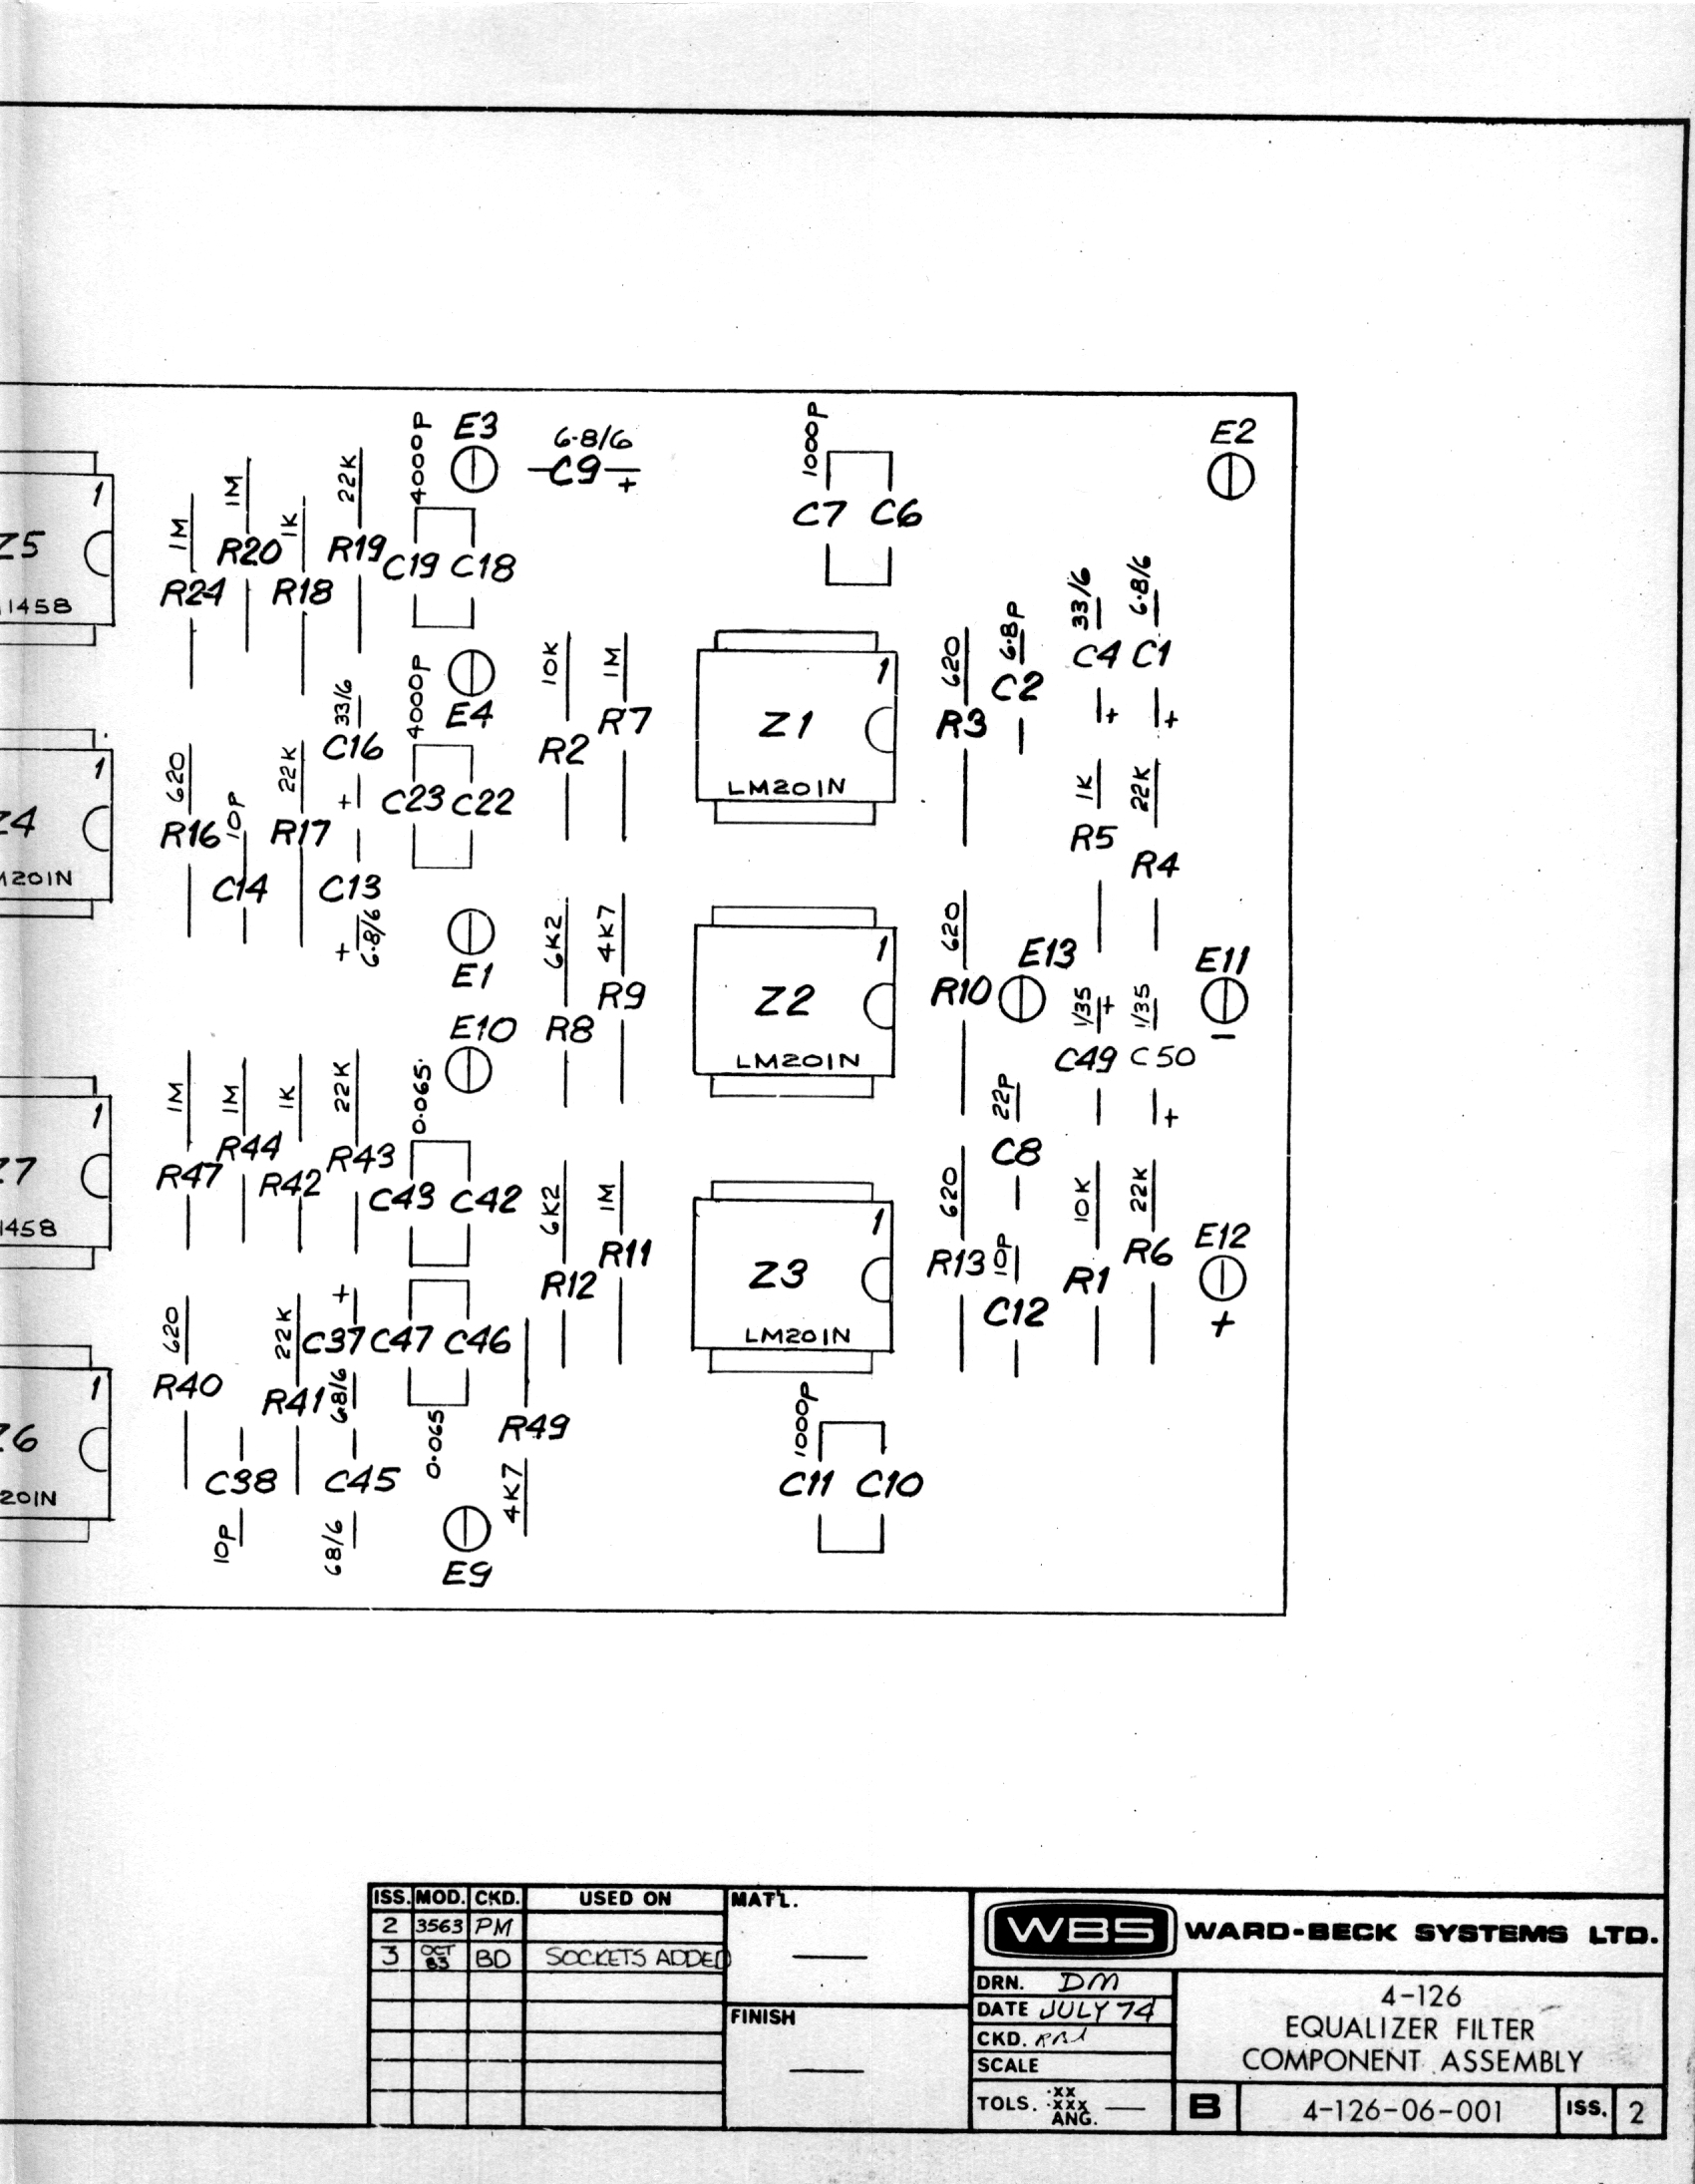 E3
6.8/6
-C9+
4000P
1000P
E2
22K
1M
1K
1M
C7 C6
1
Z5
1458
R20
R19
C19 C18
R24
R18
33/6
6.8/6
6.8P
C4 C1
+ +
4000P
E4
33/6
C16
+
10K
1M
R2
R7
1
Z1
LM201N
620
R3
C2
1
Z4
M201N
620
R16
10P
C14
22K
R17
C13
+
6.8/6
C23 C22
1K
R5
22K
R4
E1
6K2
R8
4K7
R9
1
Z2
LM201N
620
R10
E13
E11
-
1/35
+
C49
1/35
C50
+
E10
0.065
1
Z7
1458
1M
R47
1M
R44
1K
R42
22K
R43
C43 C42
22P
C8
6K2
R12
1M
R11
1
Z3
LM201N
620
R13
10P
C12
10K
R1
22K
R6
E12
+
620
R40
22K
R41
+
C37
6.8/6
C47 C46
0.065
R49
4K7
1
Z6
201N
C38
10P
C45
68/6
E9
1000P
C11 C10
ISS. MOD. CKD. USED ON
2 3563 PM
3 OCT 83 BD SOCKETS ADDED
MAT'L.
FINISH
WBS WARD-BECK SYSTEMS LTD.
DRN. DM
DATE JULY 74
CKD.
SCALE
TOLS. .XX .XXX ANG.
4-126
EQUALIZER FILTER
COMPONENT ASSEMBLY
B 4-126-06-001 ISS. 2